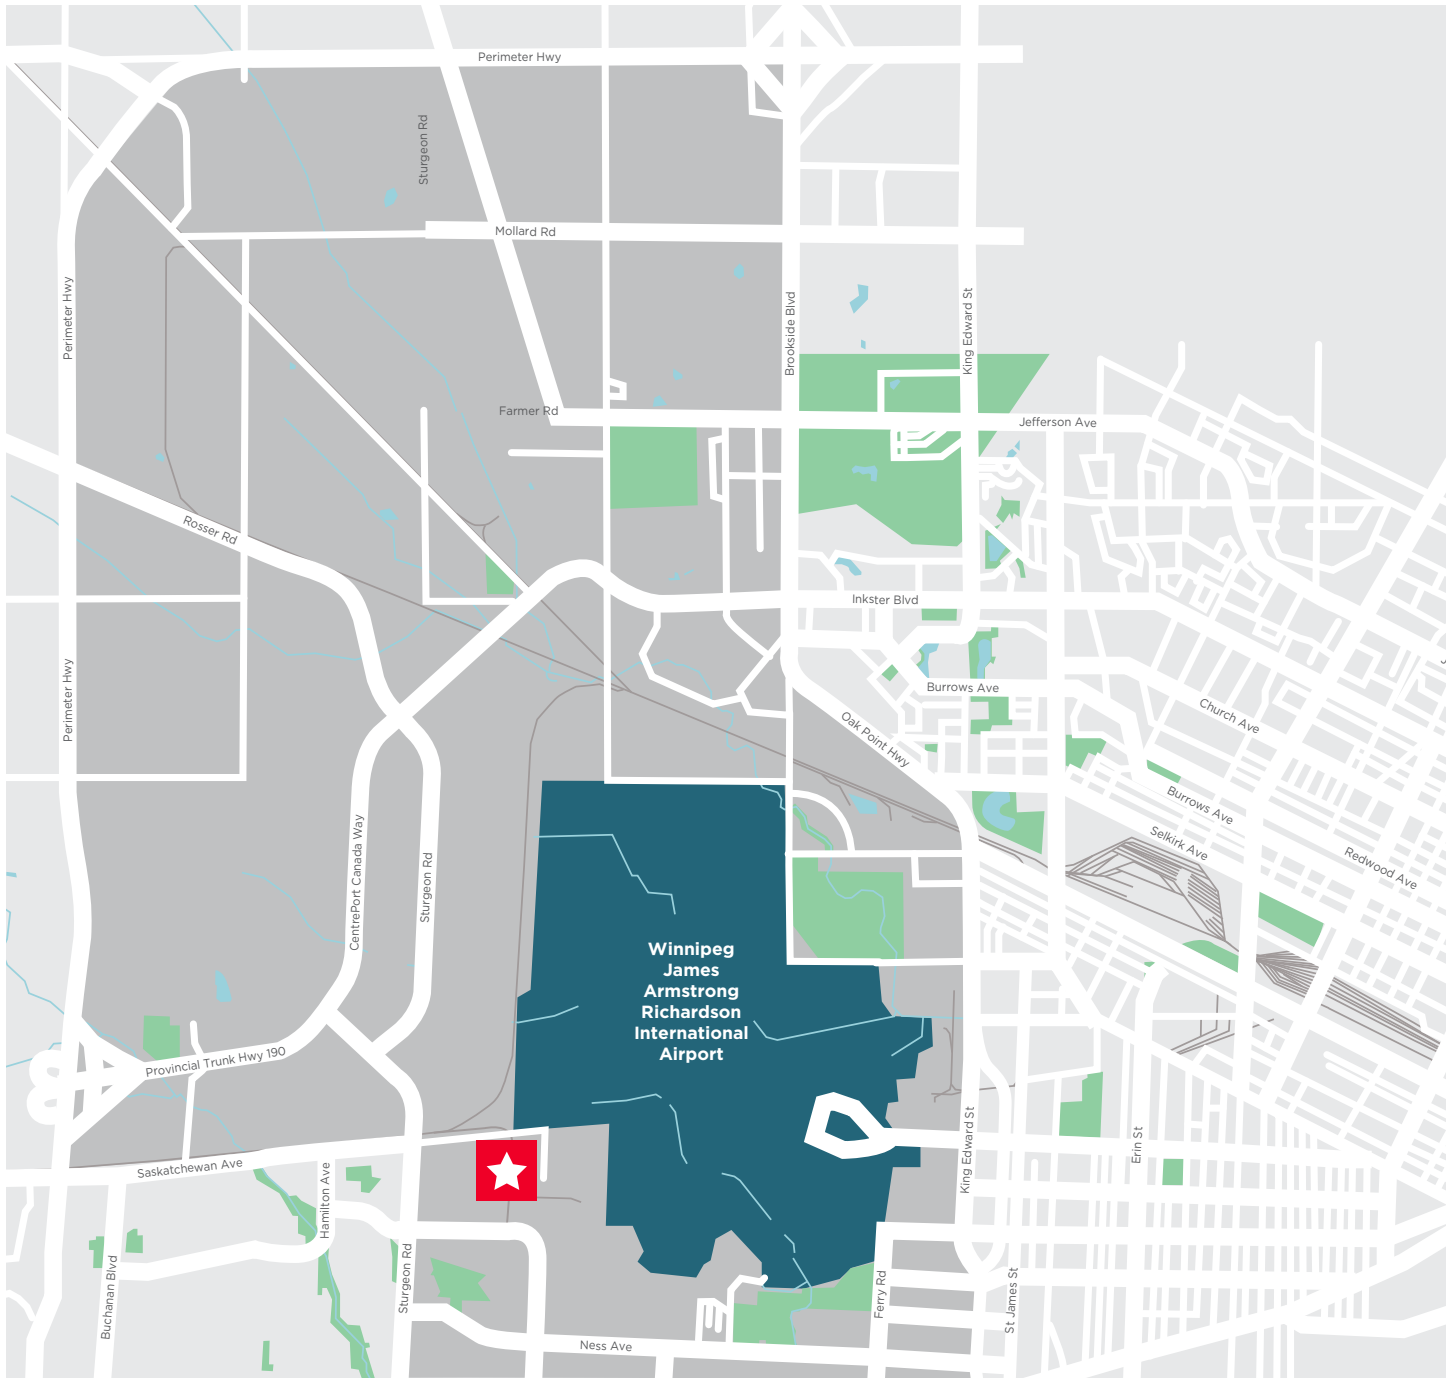 Perimeter Hwy
Sturgeon Rd
Mollard Rd
Perimeter Hwy
Brookside Blvd
King Edward St
Farmer Rd
Jefferson Ave
Rosser Rd
Inkster Blvd
Perimeter Hwy
Burrows Ave
Church Ave
Oak Point Hwy
Burrows Ave
Selkirk Ave
Redwood Ave
CentrePort Canada Way
Sturgeon Rd
Winnipeg
James
Armstrong
Richardson
International
Airport
Provincial Trunk Hwy 190
King Edward St
Erin St
Saskatchewan Ave
Hamilton Ave
Buchanan Blvd
Sturgeon Rd
Ferry Rd
St James St
Ness Ave